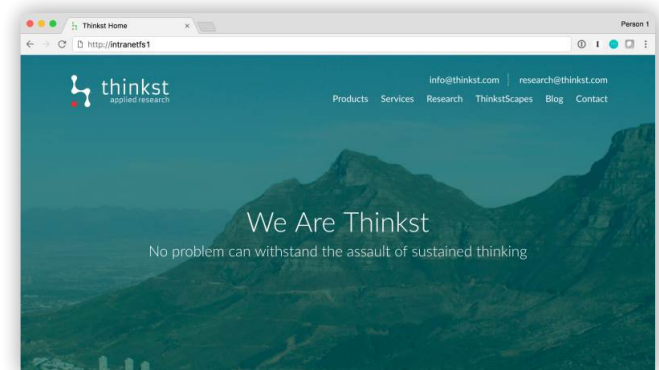 Thinkst Home
Person 1
http://intranetfs1
thinkst
applied research
info@thinkst.com
research@thinkst.com
Products Services Research ThinkstScapes Blog Contact
We Are Thinkst
No problem can withstand the assault of sustained thinking